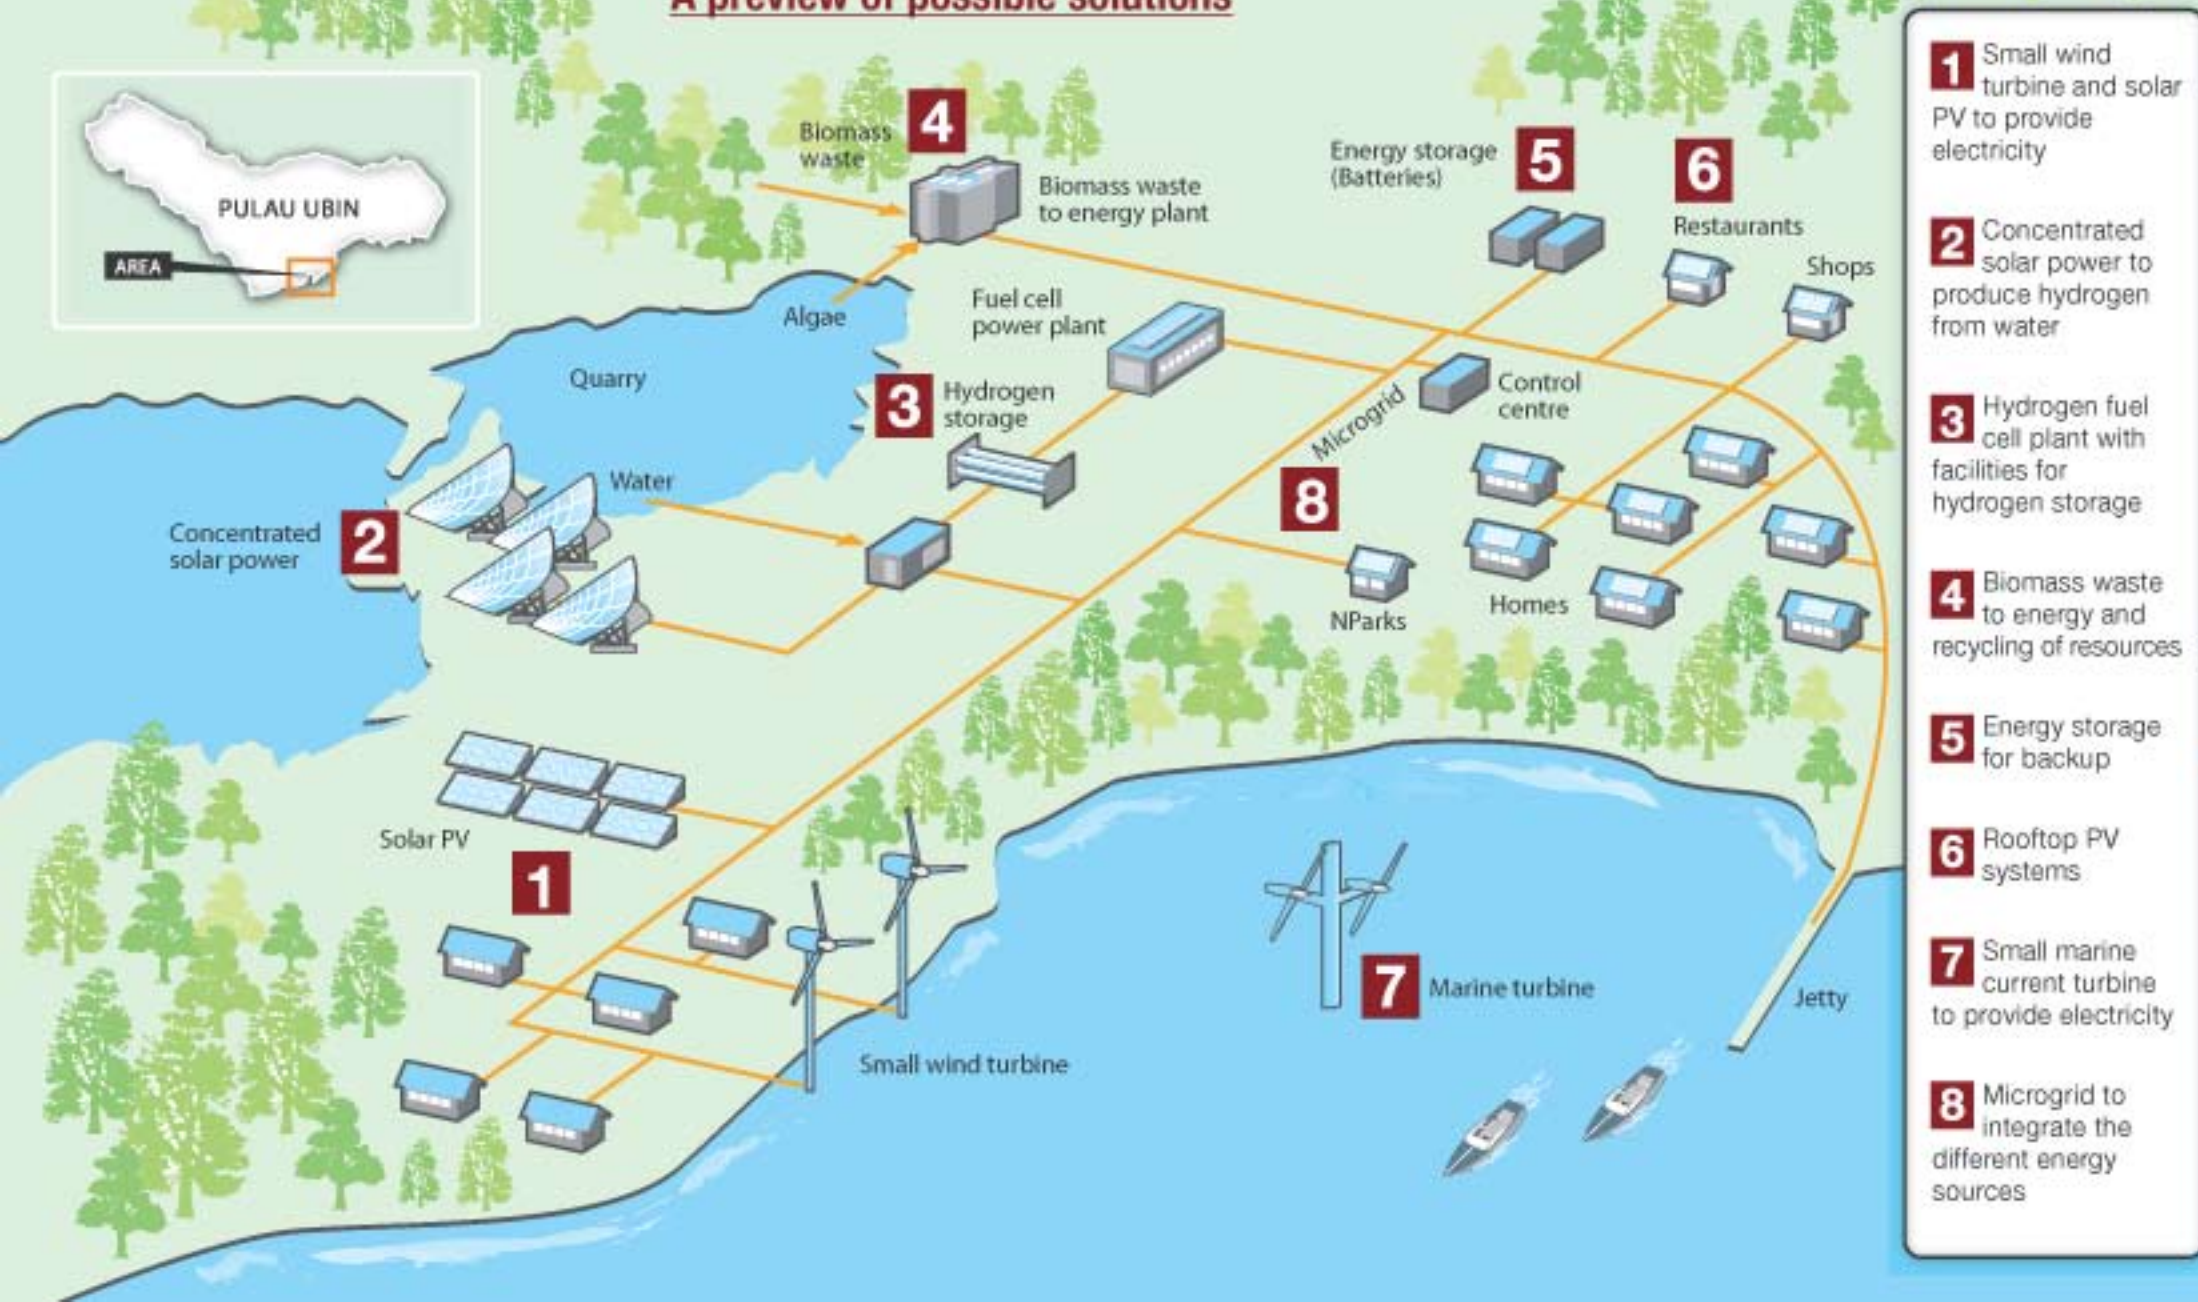 A preview of possible solutions
PULAU UBIN
AREA
Biomass
waste
4
Biomass waste
to energy plant
Energy storage
(Batteries)
5
6
Restaurants
Shops
Algae
Fuel cell
power plant
Quarry
3
Hydrogen
storage
Microgrid
Control
centre
Water
8
Concentrated
solar power
2
NParks
Homes
Solar PV
1
7
Marine turbine
Jetty
Small wind turbine
1
Small wind
turbine and solar
PV to provide
electricity
2
Concentrated
solar power to
produce hydrogen
from water
3
Hydrogen fuel
cell plant with
facilities for
hydrogen storage
4
Biomass waste
to energy and
recycling of resources
5
Energy storage
for backup
6
Rooftop PV
systems
7
Small marine
current turbine
to provide electricity
8
Microgrid to
integrate the
different energy
sources